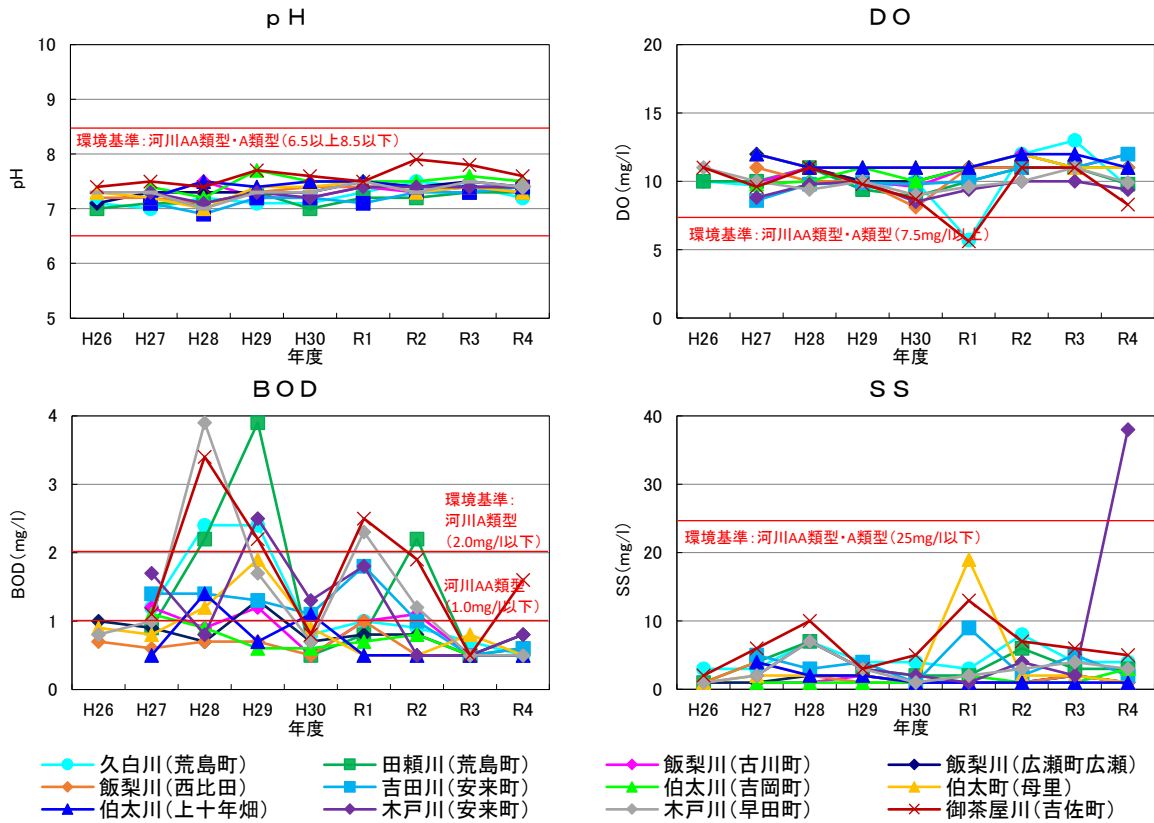 ｐＨ
10
9
8
7
6
5
pH
環境基準：河川AA類型・A類型（6.5以上8.5以下）
H26 H27 H28 H29 H30 R1 R2 R3 R4
年度
ＤＯ
20
15
10
5
0
DO（mg/l）
環境基準：河川AA類型・A類型（7.5mg/l以上）
H26 H27 H28 H29 H30 R1 R2 R3 R4
年度
ＢＯＤ
4
3
2
1
0
BOD（mg/l）
環境基準：
河川A類型
（2.0mg/l以下）
河川AA類型
（1.0mg/l以下）
H26 H27 H28 H29 H30 R1 R2 R3 R4
年度
ＳＳ
40
30
20
10
0
SS（mg/l）
環境基準：河川AA類型・A類型（25mg/l以下）
H26 H27 H28 H29 H30 R1 R2 R3 R4
年度
久白川（荒島町） 田頼川（荒島町） 飯梨川（古川町） 飯梨川（広瀬町広瀬）
飯梨川（西比田） 吉田川（安来町） 伯太川（吉岡町） 伯太町（母里）
伯太川（上十年畑） 木戸川（安来町） 木戸川（早田町） 御茶屋川（吉佐町）